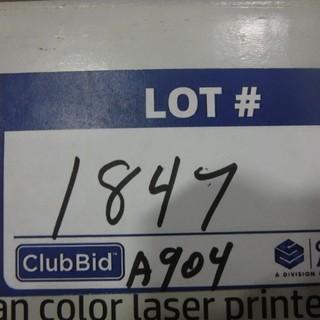 LOT #
1847
ClubBid A904
A DIVISION
an color laser printe